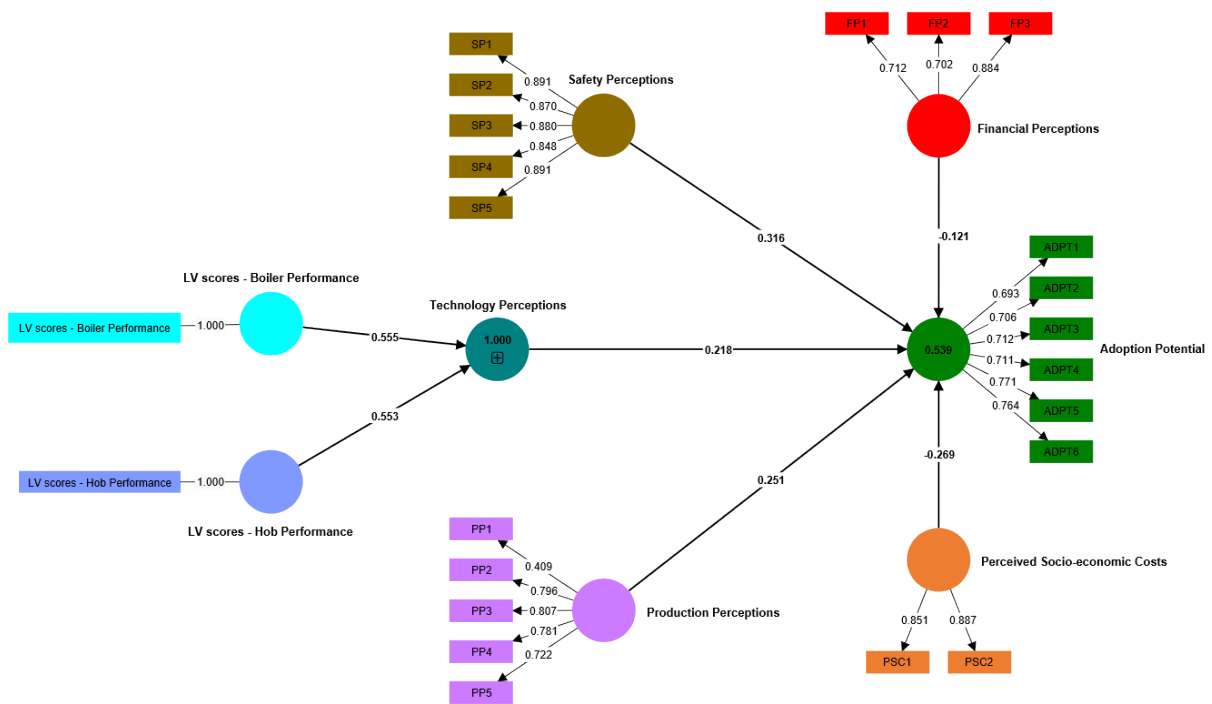 FP1
FP2
FP3
0.712
0.702
0.884
Financial Perceptions
SP1
SP2
SP3
SP4
SP5
0.891
0.870
0.880
0.848
0.891
Safety Perceptions
0.316
-0.121
LV scores - Boiler Performance
LV scores - Boiler Performance
1.000
0.555
Technology Perceptions
1.000
0.218
0.539
Adoption Potential
ADPT1
ADPT2
ADPT3
ADPT4
ADPT5
ADPT6
0.693
0.706
0.712
0.711
0.771
0.764
0.553
LV scores - Hob Performance
1.000
LV scores - Hob Performance
0.251
-0.269
PP1
PP2
PP3
PP4
PP5
0.409
0.796
0.807
0.781
0.722
Production Perceptions
Perceived Socio-economic Costs
0.851
0.887
PSC1
PSC2